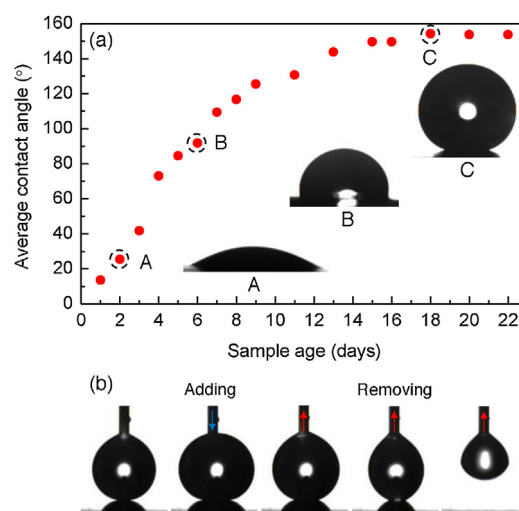 (a)
160
140
120
100
80
60
40
20
0
Average contact angle (°)
A
B
C
C
B
A
0 2 4 6 8 10 12 14 16 18 20 22
Sample age (days)
(b)
Adding Removing